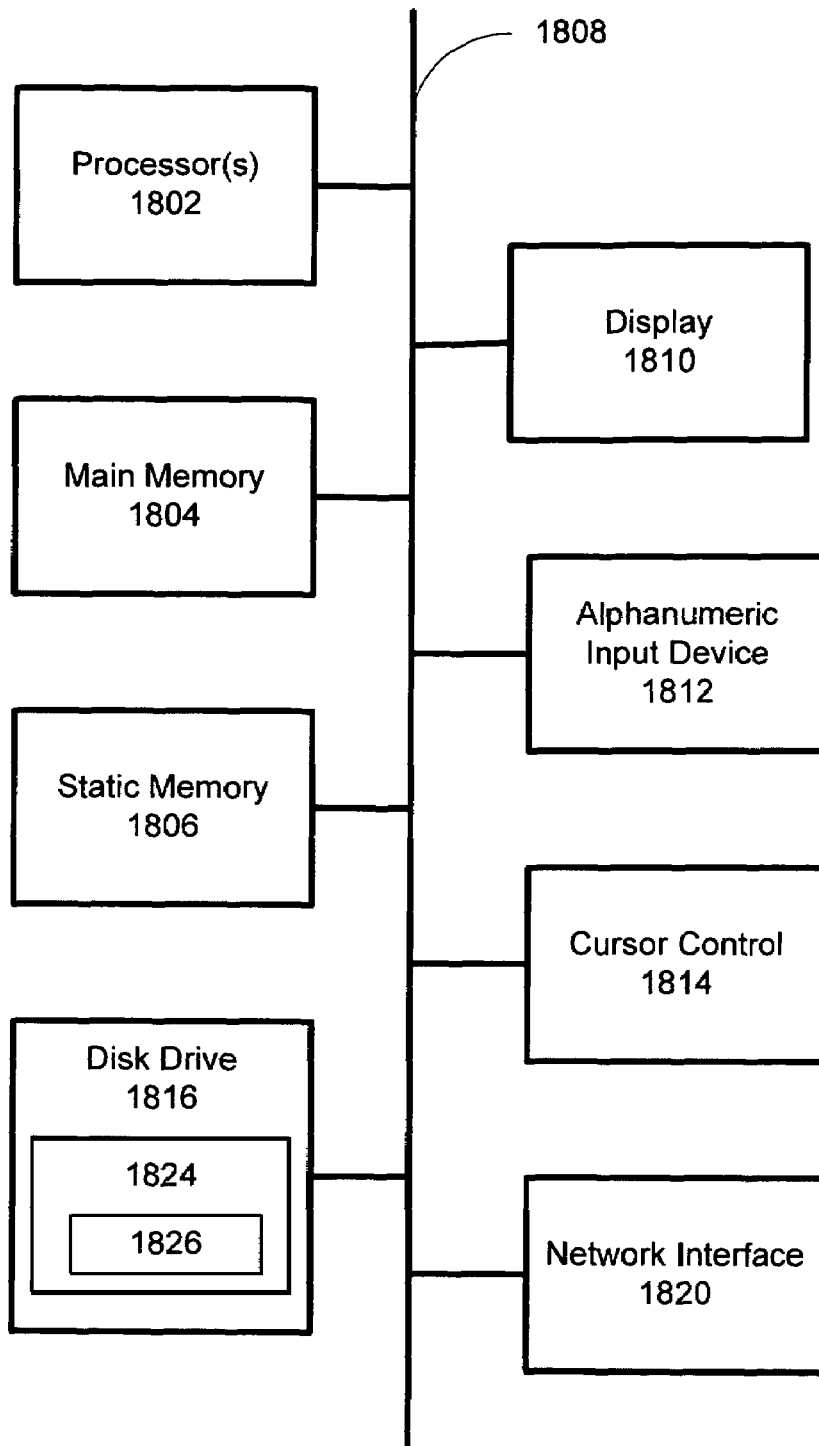 1808
Processor(s)
1802
Display
1810
Main Memory
1804
Alphanumeric
Input Device
1812
Static Memory
1806
Cursor Control
1814
Disk Drive
1816
1824
1826
Network Interface
1820